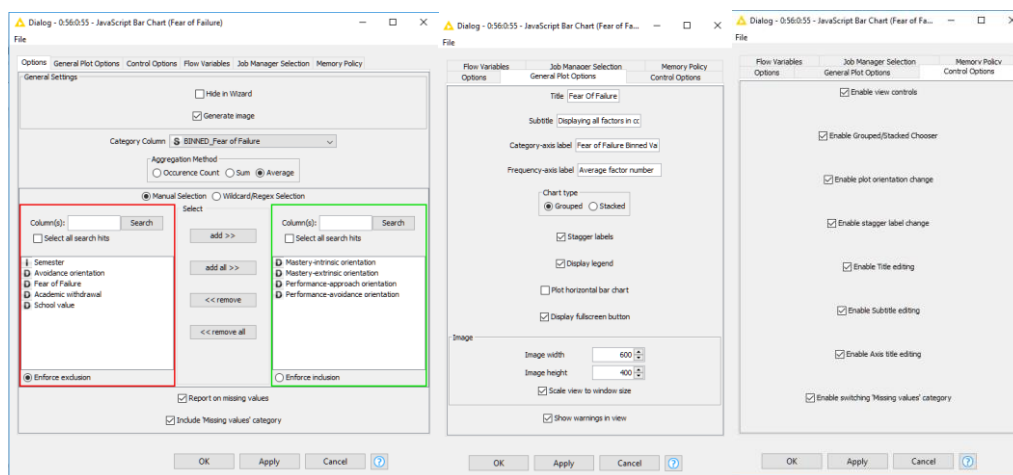 Dialog - 0:56:0:55 - JavaScript Bar Chart (Fear of Failure)
File
Options General Plot Options Control Options Flow Variables Job Manager Selection Memory Policy
General Settings
Hide in Wizard
Generate image
Category Column S BINNED_Fear of Failure
Aggregation Method
Occurence Count Sum Average
Manual Selection Wildcard/Regex Selection
Select
Column(s): Search
Select all search hits
I Semester
D Avoidance orientation
D Fear of Failure
D Academic withdrawal
D School value
Enforce exclusion
add >>
add all >>
<< remove
<< remove all
Column(s): Search
Select all search hits
D Mastery-intrinsic orientation
D Mastery-extrinsic orientation
D Performance-approach orientation
D Performance-avoidance orientation
Enforce inclusion
Report on missing values
Include 'Missing values' category
OK Apply Cancel ?
Dialog - 0:56:0:55 - JavaScript Bar Chart (Fear of Fa...
File
Flow Variables Job Manager Selection Memory Policy
Options General Plot Options Control Options
Title Fear Of Failure
Subtitle Displaying all factors in cc
Category-axis label Fear of Failure Binned Va
Frequency-axis label Average factor number
Chart type
Grouped Stacked
Stagger labels
Display legend
Plot horizontal bar chart
Display fullscreen button
Image
Image width 600
Image height 400
Scale view to window size
Show warnings in view
OK Apply Cancel ?
Dialog - 0:56:0:55 - JavaScript Bar Chart (Fear of Fa...
File
Flow Variables Job Manager Selection Memory Policy
Options General Plot Options Control Options
Enable view controls
Enable Grouped/Stacked Chooser
Enable plot orientation change
Enable stagger label change
Enable Title editing
Enable Subtitle editing
Enable Axis title editing
Enable switching 'Missing values' category
OK Apply Cancel ?